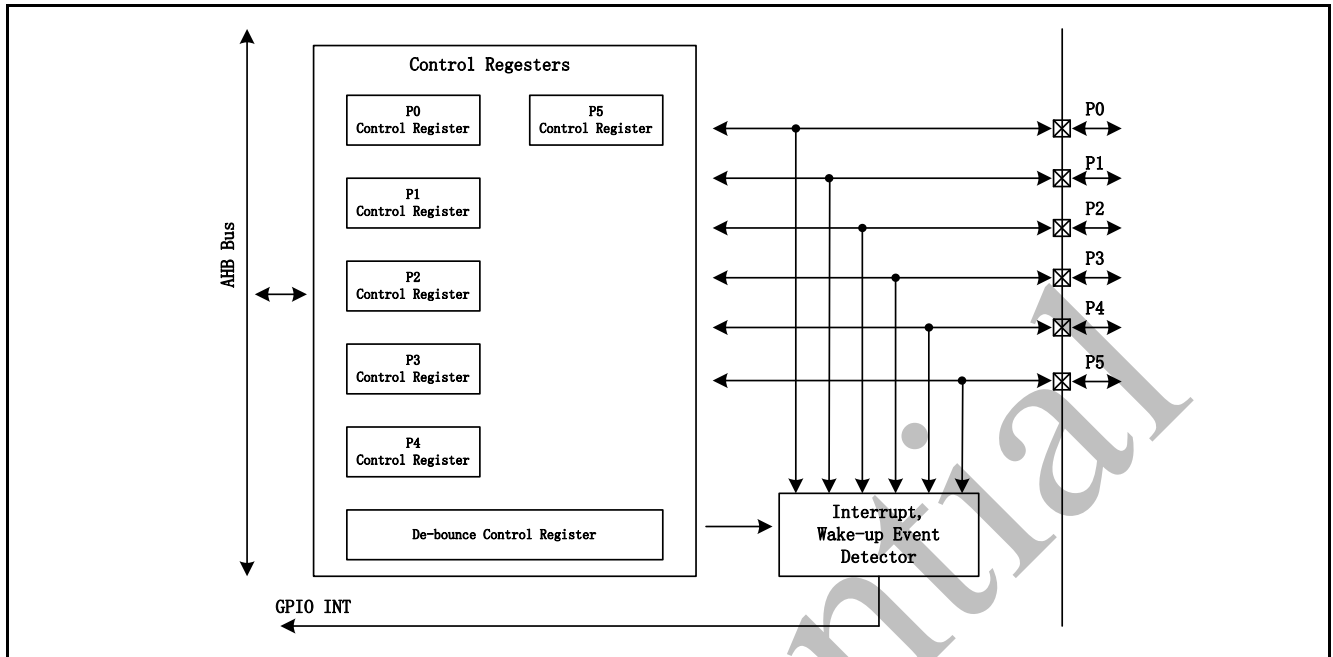 Control Regesters
P0
Control Register
P5
Control Register
P1
Control Register
P2
Control Register
P3
Control Register
P4
Control Register
De-bounce Control Register
AHB Bus
P0
P1
P2
P3
P4
P5
Interrupt,
Wake-up Event
Detector
GPIO INT
ntial